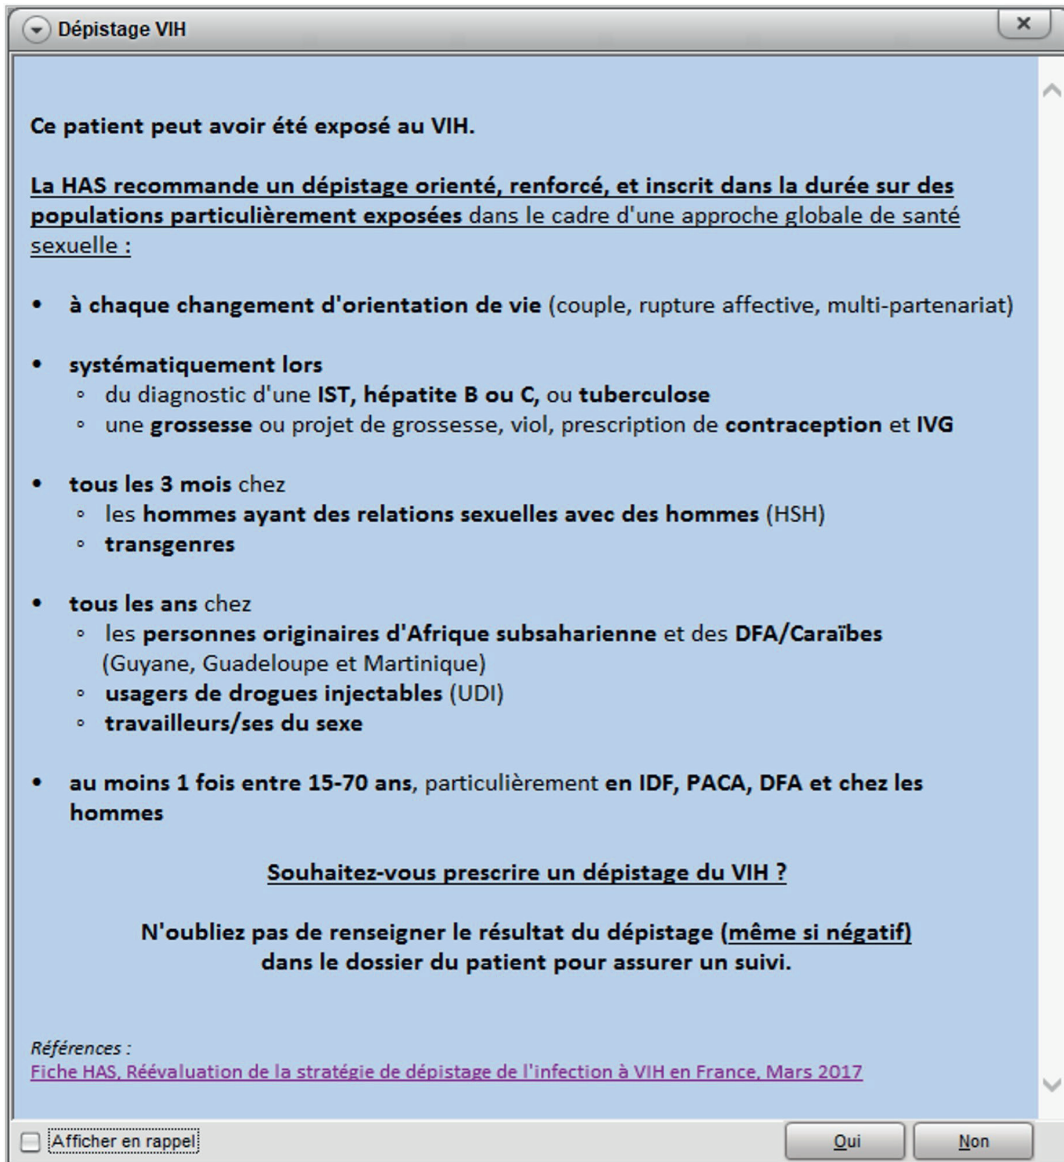 Dépistage VIH
Ce patient peut avoir été exposé au VIH.
La HAS recommande un dépistage orienté, renforcé, et inscrit dans la durée sur des
populations particulièrement exposées dans le cadre d'une approche globale de santé
sexuelle :
• à chaque changement d'orientation de vie (couple, rupture affective, multi-partenariat)
• systématiquement lors
◦ du diagnostic d'une IST, hépatite B ou C, ou tuberculose
◦ une grossesse ou projet de grossesse, viol, prescription de contraception et IVG
• tous les 3 mois chez
◦ les hommes ayant des relations sexuelles avec des hommes (HSH)
◦ transgenres
• tous les ans chez
◦ les personnes originaires d'Afrique subsaharienne et des DFA/Caraïbes
(Guyane, Guadeloupe et Martinique)
◦ usagers de drogues injectables (UDI)
◦ travailleurs/ses du sexe
• au moins 1 fois entre 15-70 ans, particulièrement en IDF, PACA, DFA et chez les
hommes
Souhaitez-vous prescrire un dépistage du VIH ?
N'oubliez pas de renseigner le résultat du dépistage (même si négatif)
dans le dossier du patient pour assurer un suivi.
Références :
Fiche HAS, Réévaluation de la stratégie de dépistage de l'infection à VIH en France, Mars 2017
Afficher en rappel
Oui
Non